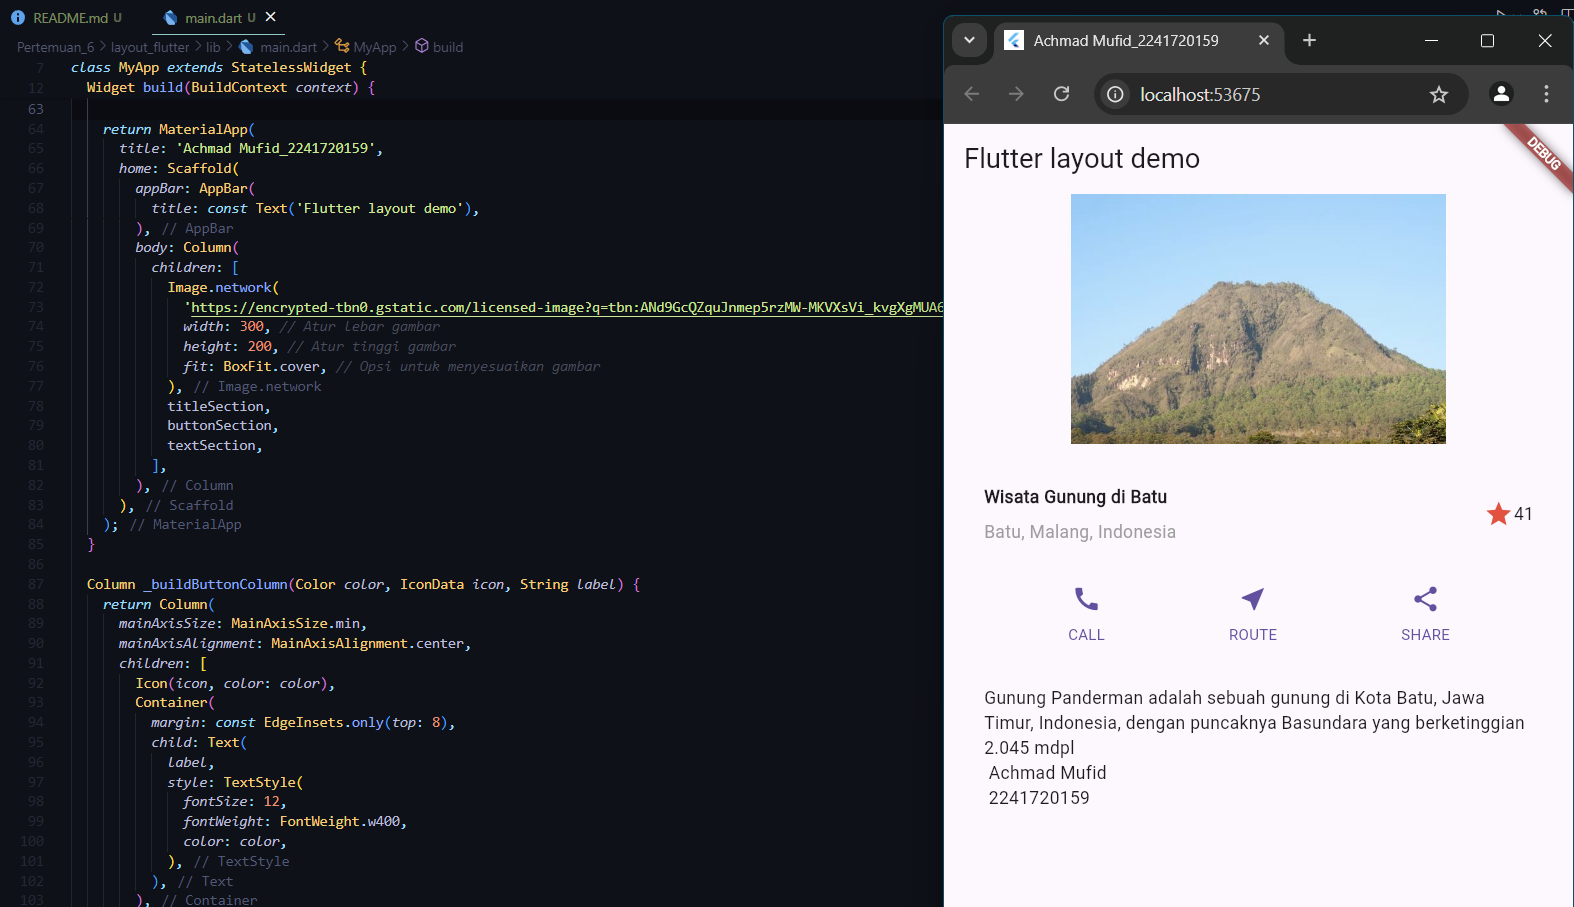 README.md U
main.dart U
Pertemuan_6 > layout_flutter > lib > main.dart > MyApp > build
7 class MyApp extends StatelessWidget {
12 Widget build(BuildContext context) {
63
64 return MaterialApp(
65 title: 'Achmad Mufid_2241720159',
66 home: Scaffold(
67 appBar: AppBar(
68 title: const Text('Flutter layout demo'),
69 ), // AppBar
70 body: Column(
71 children: [
72 Image.network(
73 'https://encrypted-tbn0.gstatic.com/licensed-image?q=tbn:ANd9GcQZquJnmep5rzMW-MKVXsVi_kvgXgMUA6
74 width: 300, // Atur lebar gambar
75 height: 200, // Atur tinggi gambar
76 fit: BoxFit.cover, // Opsi untuk menyesuaikan gambar
77 ), // Image.network
78 titleSection,
79 buttonSection,
80 textSection,
81 ],
82 ), // Column
83 ), // Scaffold
84 ); // MaterialApp
85 }
86
87 Column _buildButtonColumn(Color color, IconData icon, String label) {
88 return Column(
89 mainAxisSize: MainAxisSize.min,
90 mainAxisAlignment: MainAxisAlignment.center,
91 children: [
92 Icon(icon, color: color),
93 Container(
94 margin: const EdgeInsets.only(top: 8),
95 child: Text(
96 label,
97 style: TextStyle(
98 fontSize: 12,
99 fontWeight: FontWeight.w400,
100 color: color,
101 ), // TextStyle
102 ), // Text
103 ), // Container
Achmad Mufid_2241720159
localhost:53675
DEBUG
Flutter layout demo
Wisata Gunung di Batu
Batu, Malang, Indonesia
41
CALL ROUTE SHARE
Gunung Panderman adalah sebuah gunung di Kota Batu, Jawa
Timur, Indonesia, dengan puncaknya Basundara yang berketinggian
2.045 mdpl
Achmad Mufid
2241720159